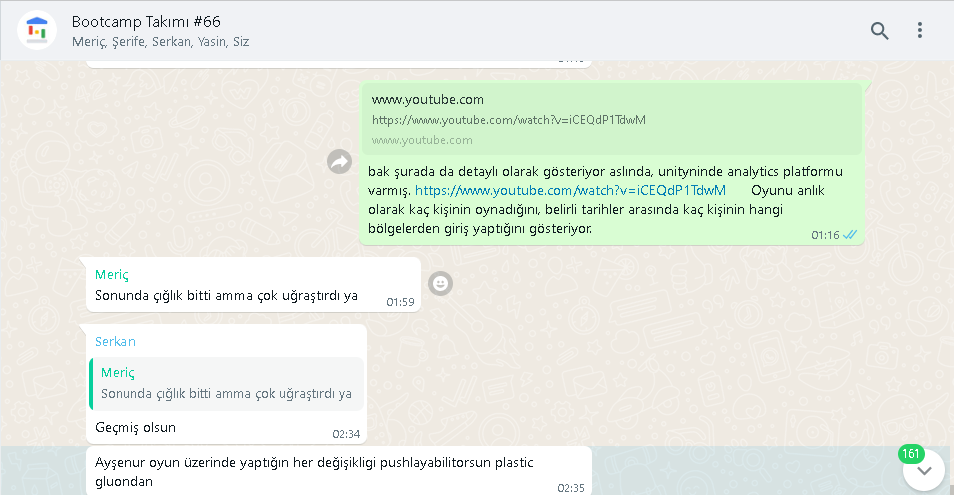 Bootcamp Takımı #66
Meriç, Şerife, Serkan, Yasin, Siz
www.youtube.com
https://www.youtube.com/watch?v=iCEQdP1TdwM
www.youtube.com
bak şurada da detaylı olarak gösteriyor aslında, unityninde analytics platformu
varmış. https://www.youtube.com/watch?v=iCEQdP1TdwM Oyunu anlık
olarak kaç kişinin oynadığını, belirli tarihler arasında kaç kişinin hangi
bölgelerden giriş yaptığını gösteriyor.
01:16
Meriç
Sonunda çığlık bitti amma çok uğraştırdı ya
01:59
Serkan
Meriç
Sonunda çığlık bitti amma çok uğraştırdı ya
Geçmiş olsun
02:34
Ayşenur oyun üzerinde yaptığın her değişikligi pushlayabilitorsun plastic
gluondan
02:35
161